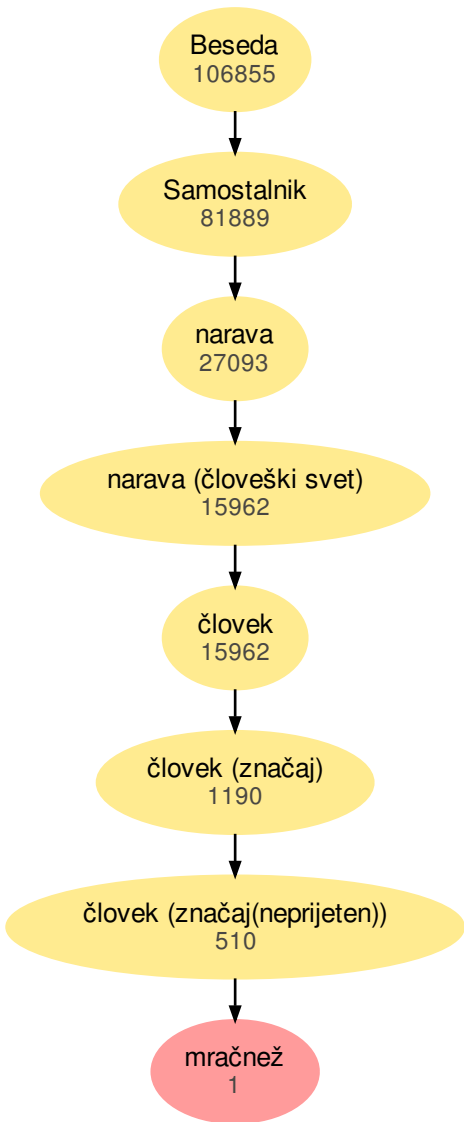 Beseda
106855
Samostalnik
81889
narava
27093
narava (človeški svet)
15962
človek
15962
človek (značaj)
1190
človek (značaj(neprijeten))
510
mračnež
1